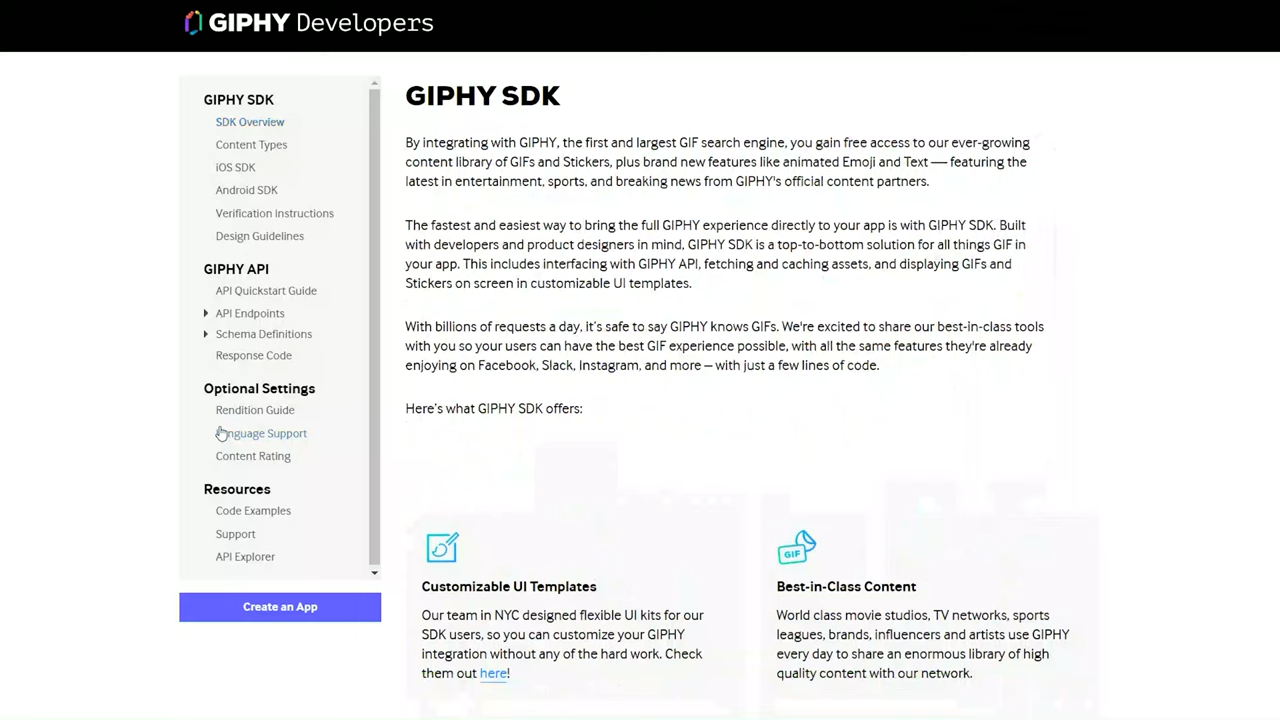 GIPHY Developers
GIPHY SDK
SDK Overview
Content Types
iOS SDK
Android SDK
Verification Instructions
Design Guidelines
GIPHY API
API Quickstart Guide
API Endpoints
Schema Definitions
Response Code
Optional Settings
Rendition Guide
Language Support
Content Rating
Resources
Code Examples
Support
API Explorer
Create an App
GIPHY SDK
By integrating with GIPHY, the first and largest GIF search engine, you gain free access to our ever-growing
content library of GIFs and Stickers, plus brand new features like animated Emoji and Text — featuring the
latest in entertainment, sports, and breaking news from GIPHY's official content partners.
The fastest and easiest way to bring the full GIPHY experience directly to your app is with GIPHY SDK. Built
with developers and product designers in mind, GIPHY SDK is a top-to-bottom solution for all things GIF in
your app. This includes interfacing with GIPHY API, fetching and caching assets, and displaying GIFs and
Stickers on screen in customizable UI templates.
With billions of requests a day, it's safe to say GIPHY knows GIFs. We're excited to share our best-in-class tools
with you so your users can have the best GIF experience possible, with all the same features they're already
enjoying on Facebook, Slack, Instagram, and more – with just a few lines of code.
Here's what GIPHY SDK offers:
Customizable UI Templates
Our team in NYC designed flexible UI kits for our
SDK users, so you can customize your GIPHY
integration without any of the hard work. Check
them out here!
GIF
Best-in-Class Content
World class movie studios, TV networks, sports
leagues, brands, influencers and artists use GIPHY
every day to share an enormous library of high
quality content with our network.